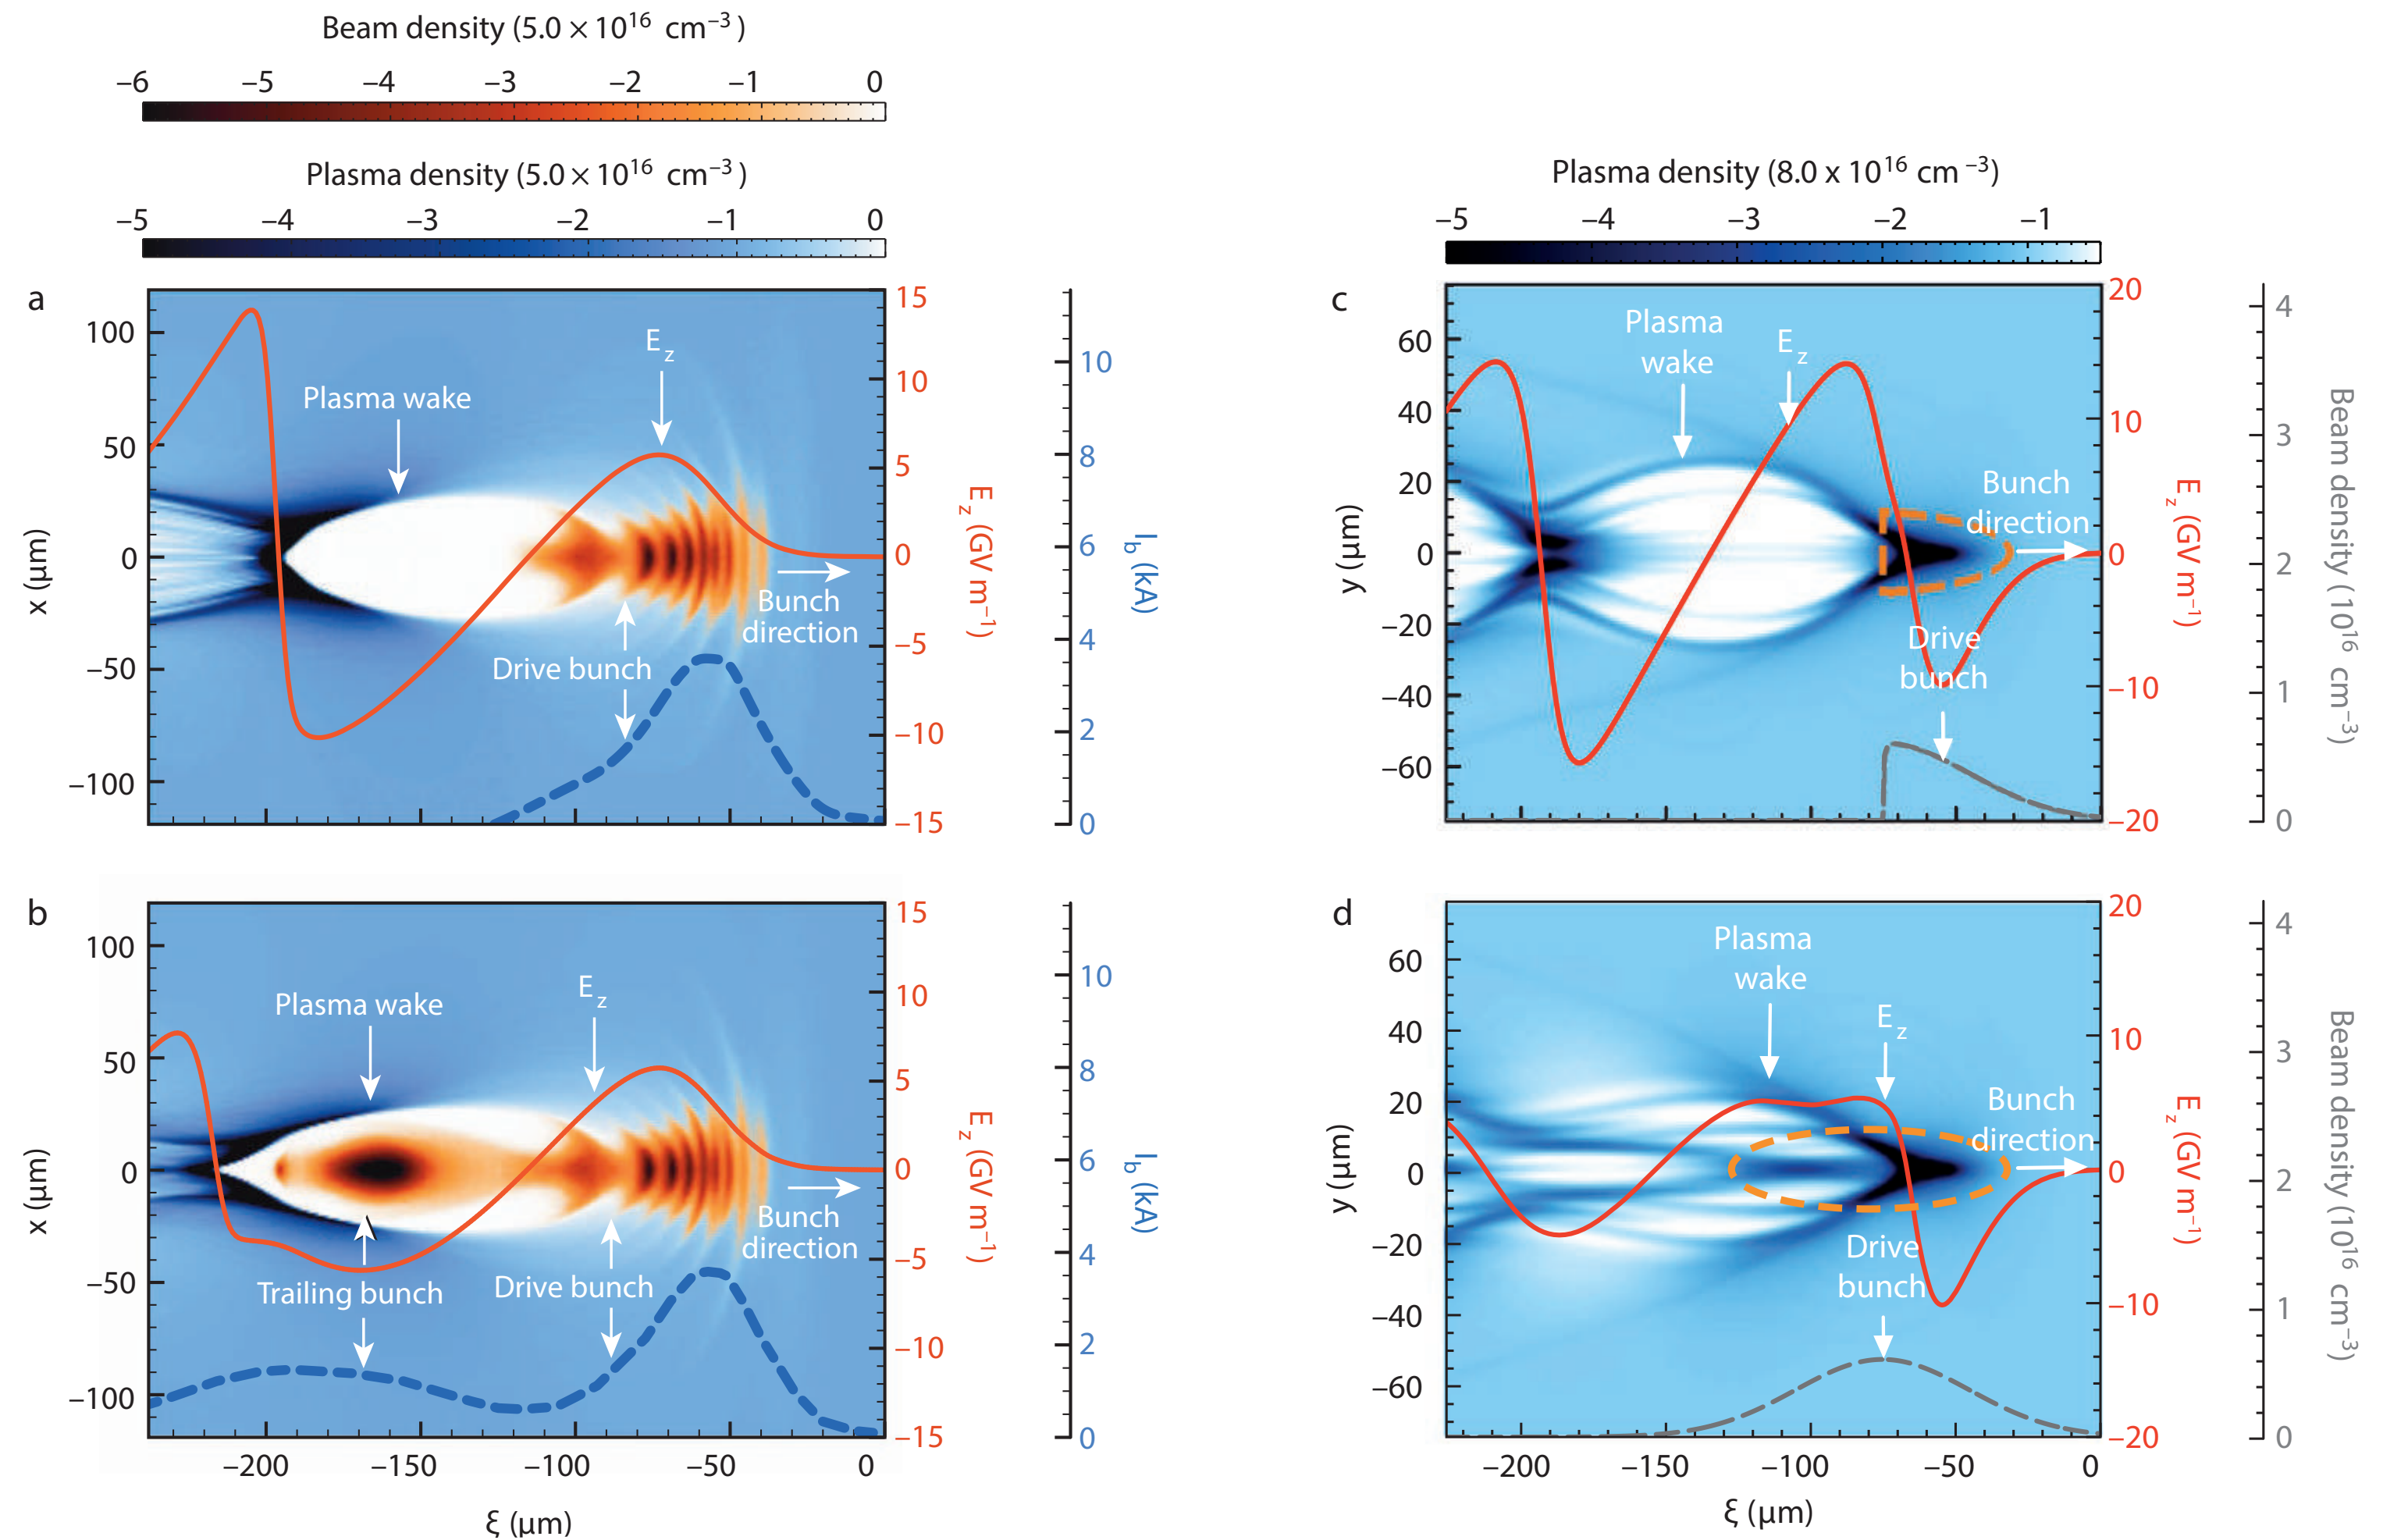 Beam density (5.0 × 10¹⁶ cm⁻³)
–6 –5 –4 –3 –2 –1 0
Plasma density (5.0 × 10¹⁶ cm⁻³)
–5 –4 –3 –2 –1 0
a
100
50
0
–50
–100
x (μm)
Plasma wake
E_z
Drive bunch
Bunch
direction
15
10
5
0
–5
–10
–15
E_z (GV m⁻¹)
10
8
6
4
2
0
I_b (kA)
b
100
50
0
–50
–100
x (μm)
Plasma wake
E_z
Trailing bunch
Drive bunch
Bunch
direction
15
10
5
0
–5
–10
–15
E_z (GV m⁻¹)
10
8
6
4
2
0
I_b (kA)
–200 –150 –100 –50 0
ξ (μm)
Plasma density (8.0 x 10¹⁶ cm⁻³)
–5 –4 –3 –2 –1
c
60
40
20
0
–20
–40
–60
y (μm)
Plasma
wake
E_z
Bunch
direction
Drive
bunch
20
10
0
–10
–20
E_z (GV m⁻¹)
4
3
2
1
0
Beam density (10¹⁶ cm⁻³)
d
60
40
20
0
–20
–40
–60
y (μm)
Plasma
wake
E_z
Bunch
direction
Drive
bunch
20
10
0
–10
–20
E_z (GV m⁻¹)
4
3
2
1
0
Beam density (10¹⁶ cm⁻³)
–200 –150 –100 –50 0
ξ (μm)